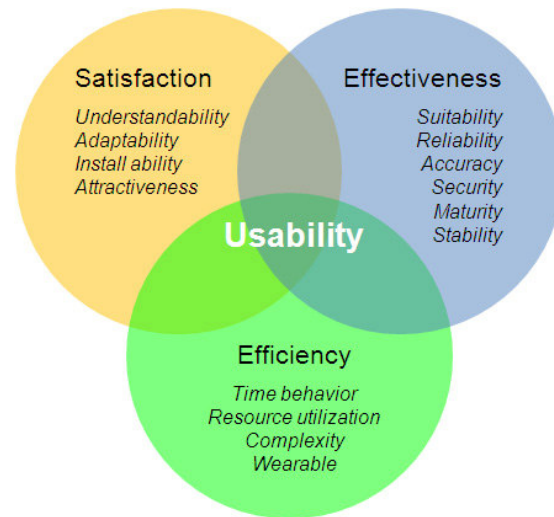 Satisfaction
Understandability
Adaptability
Install ability
Attractiveness
Effectiveness
Suitability
Reliability
Accuracy
Security
Maturity
Stability
Usability
Efficiency
Time behavior
Resource utilization
Complexity
Wearable